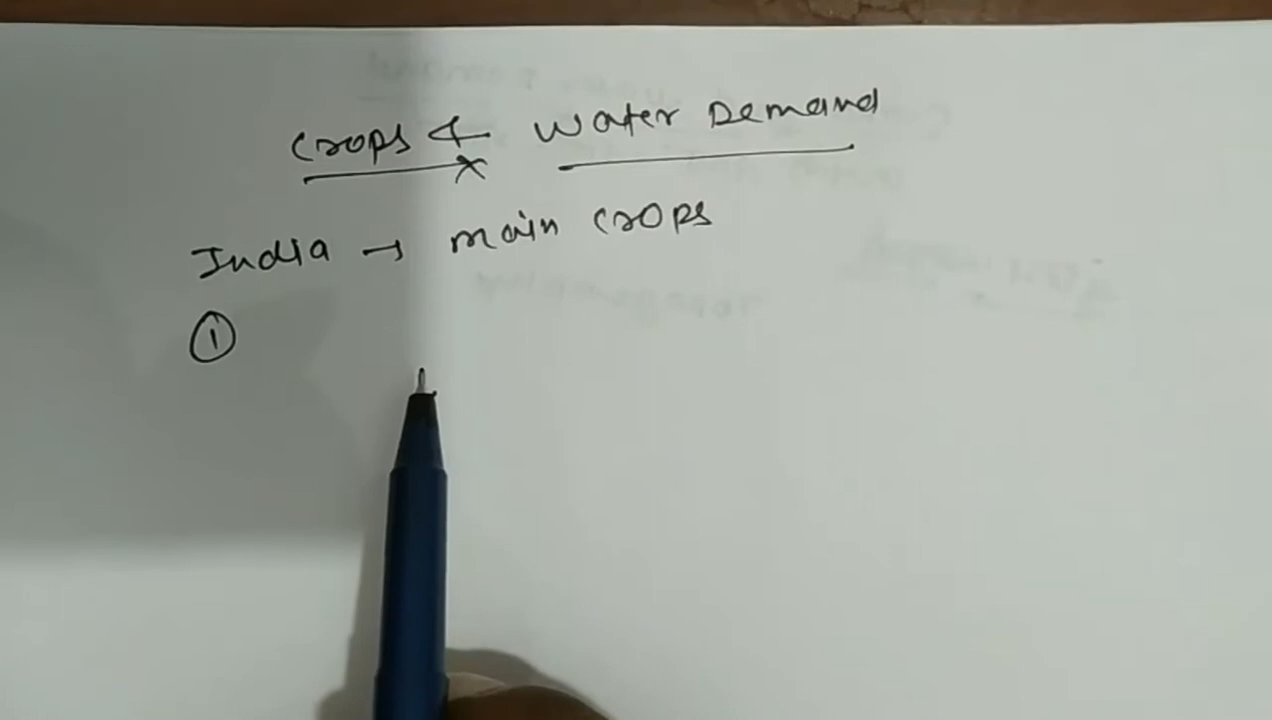 Crops & Water Demand
India → main crops
①